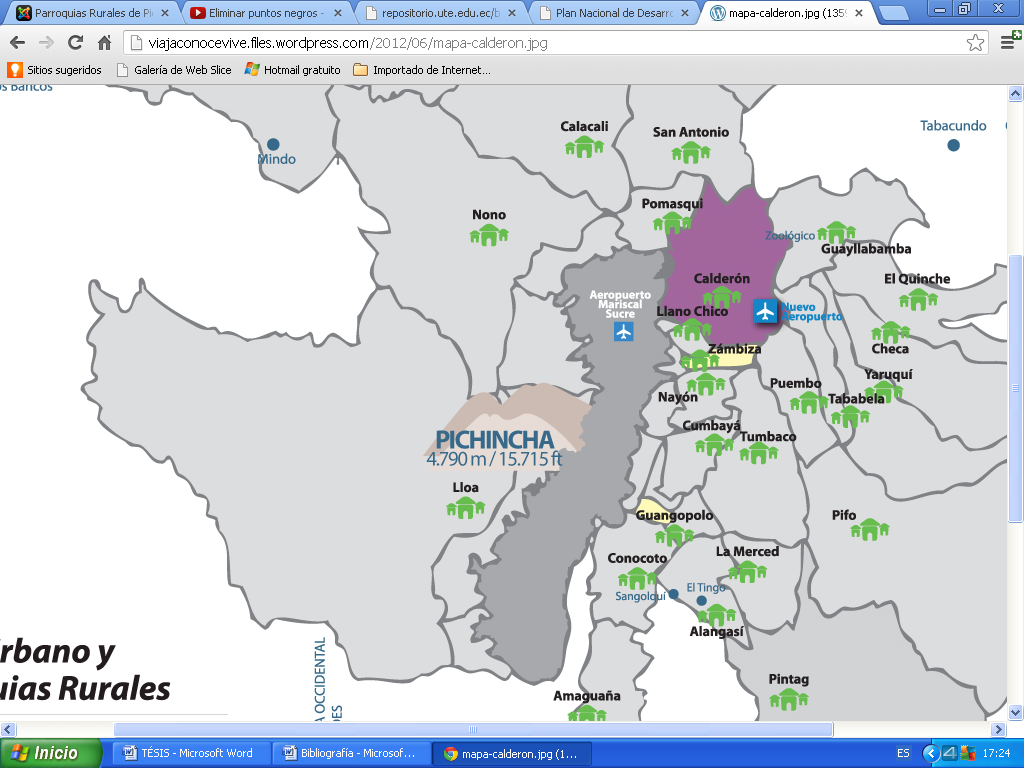 Parroquias Rurales de Pi
Eliminar puntos negros -
repositorio.ute.edu.ec/b
Plan Nacional de Desarro
mapa-calderon.jpg (1359
viajaconocevive.files.wordpress.com/2012/06/mapa-calderon.jpg
Sitios sugeridos
Galería de Web Slice
Hotmail gratuito
Importado de Internet...
os Bancos
Calacali
San Antonio
Tabacundo
Mindo
Pomasqui
Nono
Zoológico
Guayllabamba
Calderón
El Quinche
Aeropuerto
Mariscal
Sucre
Llano Chico
Nuevo
Aeropuerto
Zámbiza
Checa
Yaruquí
Puembo
Nayón
Tababela
Cumbayá
Tumbaco
PICHINCHA
4.790 m / 15.715 ft
Lloa
Guangopolo
Pifo
Conocoto
La Merced
El Tingo
Sangolquí
Alangasí
rbano y
uias Rurales
A OCCIDENTAL
DES
Pintag
Amaguaña
Inicio
TÉSIS - Microsoft Word
Bibliografía - Microsof...
mapa-calderon.jpg (1...
ES
17:24